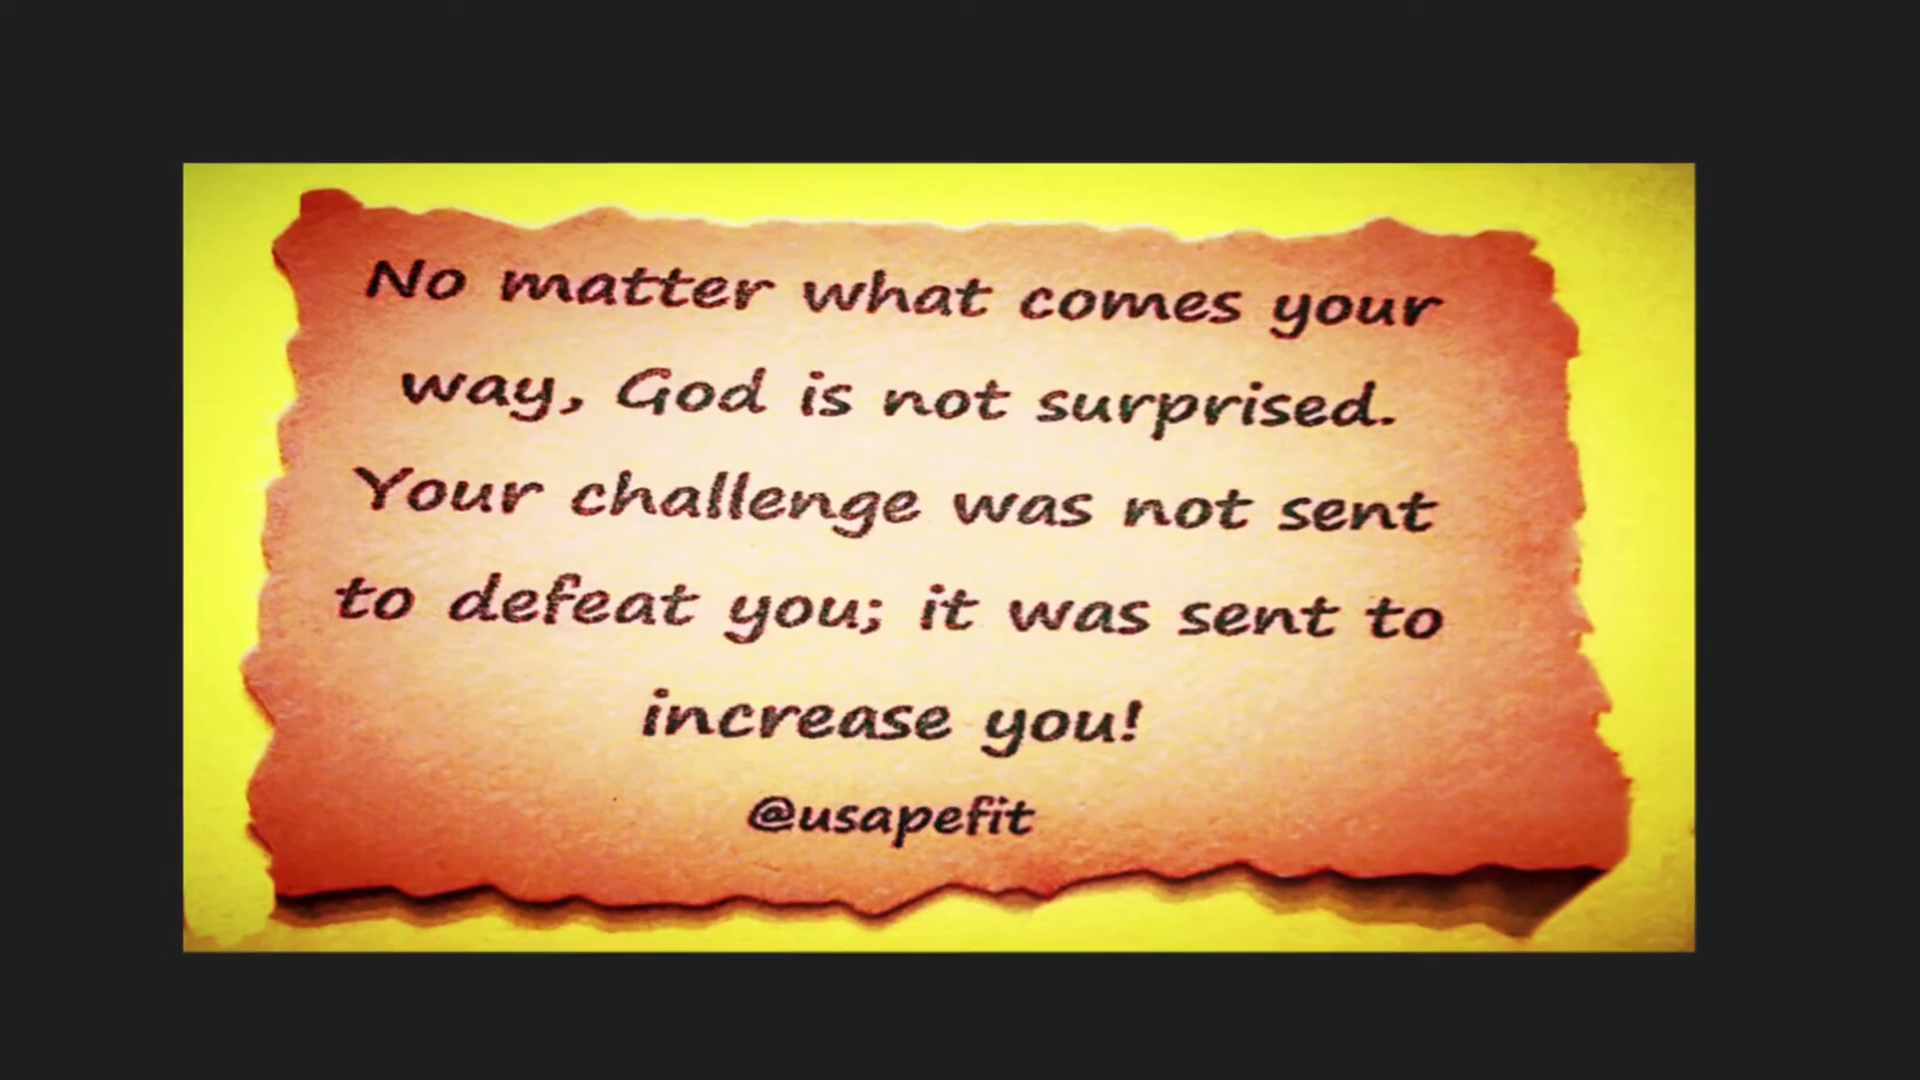 No matter what comes your
way, God is not surprised.
Your challenge was not sent
to defeat you; it was sent to
increase you!
@usapefit